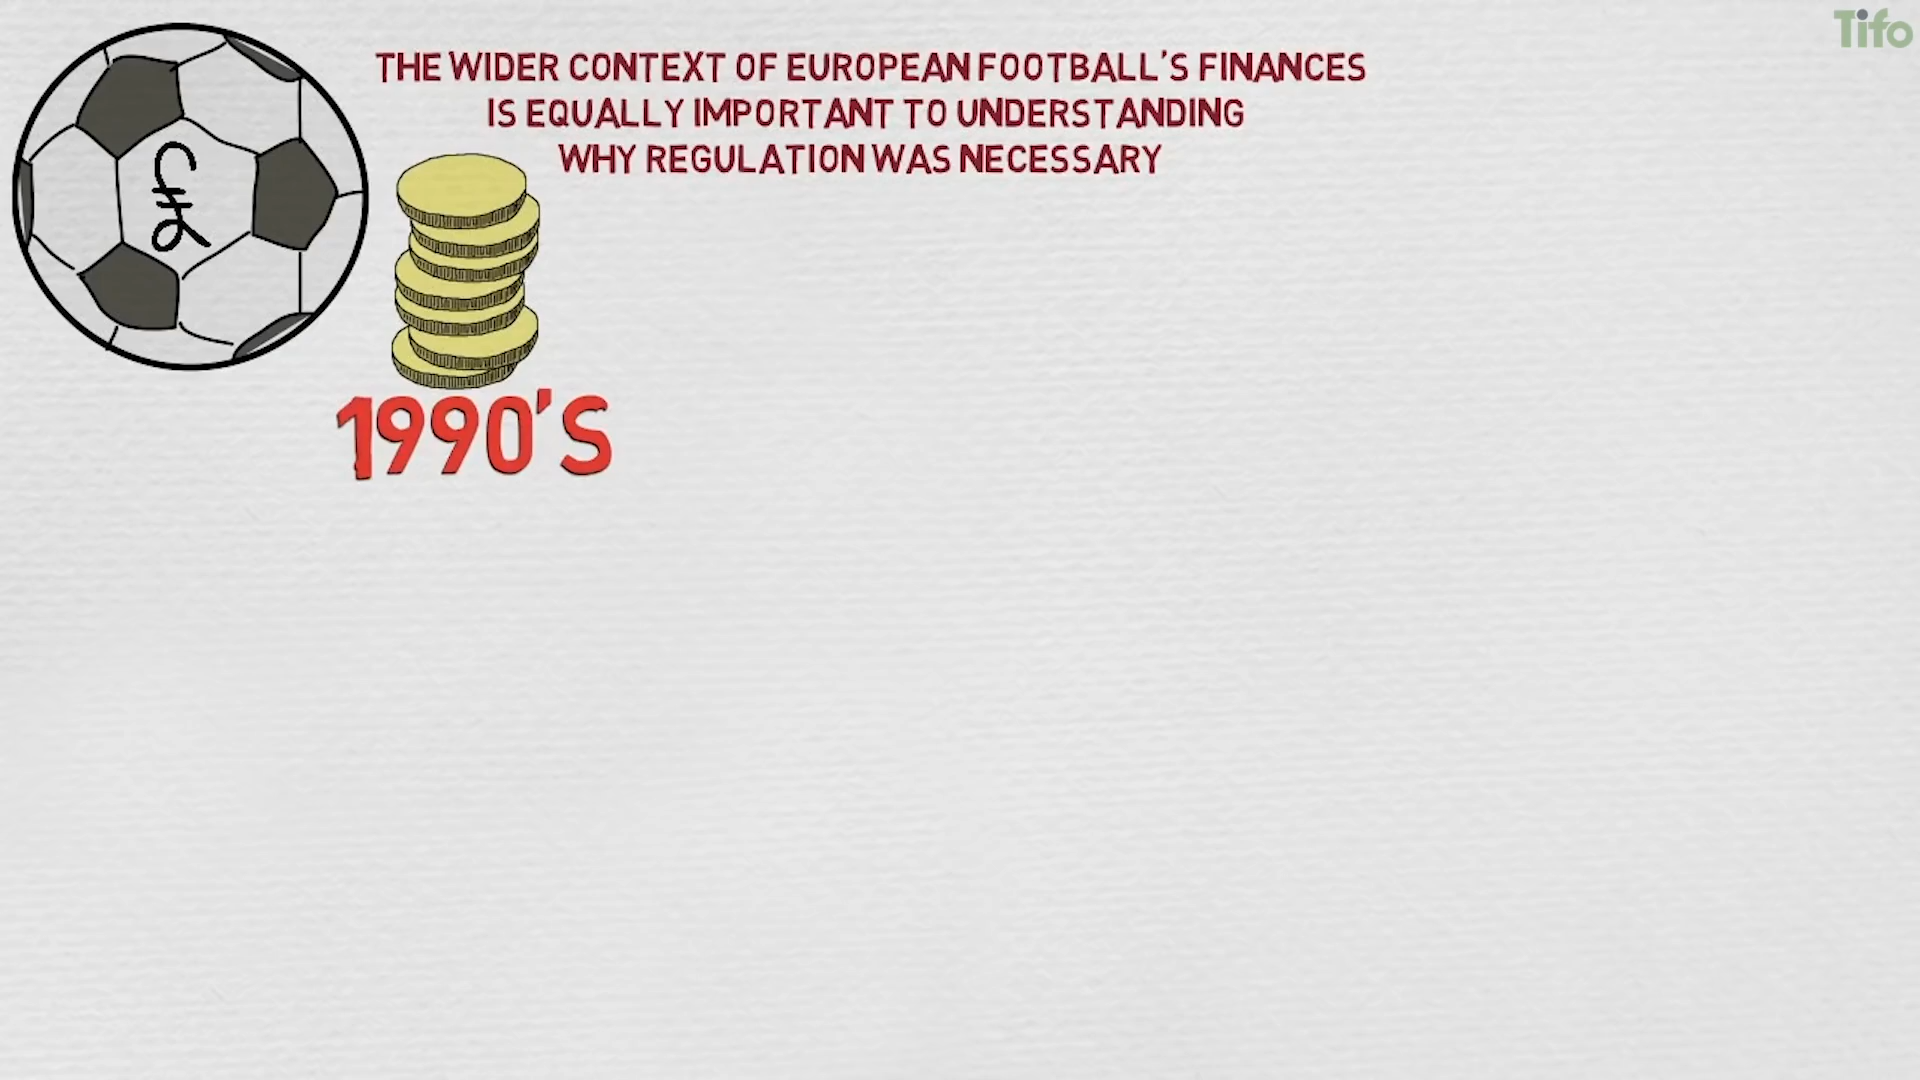 Tifo
THE WIDER CONTEXT OF EUROPEAN FOOTBALL'S FINANCES
IS EQUALLY IMPORTANT TO UNDERSTANDING
WHY REGULATION WAS NECESSARY
£
1990'S